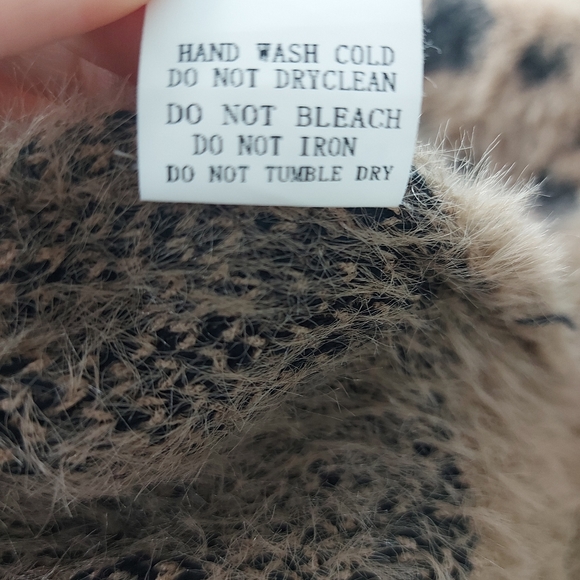 HAND WASH COLD
DO NOT DRYCLEAN
DO NOT BLEACH
DO NOT IRON
DO NOT TUMBLE DRY